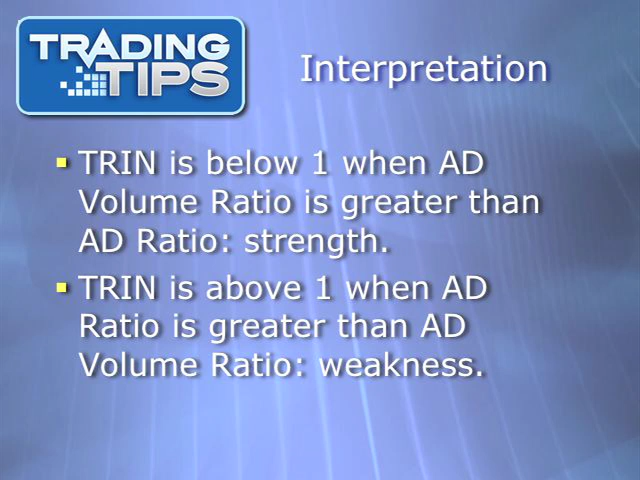 TRADING
TIPS
Interpretation
TRIN is below 1 when AD
Volume Ratio is greater than
AD Ratio: strength.
TRIN is above 1 when AD
Ratio is greater than AD
Volume Ratio: weakness.